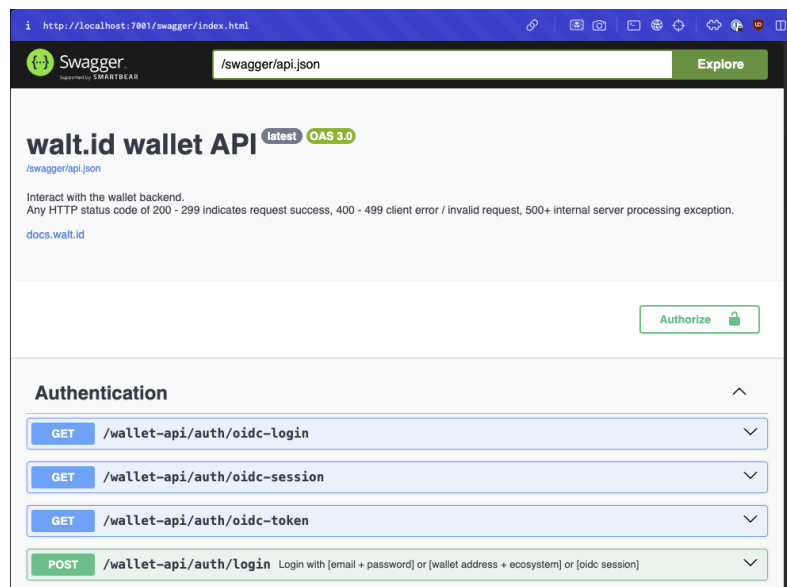 i http://localhost:7001/swagger/index.html
Swagger.
Supported by SMARTBEAR
/swagger/api.json
Explore
walt.id wallet API latest OAS 3.0
/swagger/api.json
Interact with the wallet backend.
Any HTTP status code of 200 - 299 indicates request success, 400 - 499 client error / invalid request, 500+ internal server processing exception.
docs.walt.id
Authorize
Authentication
GET /wallet-api/auth/oidc-login
GET /wallet-api/auth/oidc-session
GET /wallet-api/auth/oidc-token
POST /wallet-api/auth/login Login with [email + password] or [wallet address + ecosystem] or [oidc session]